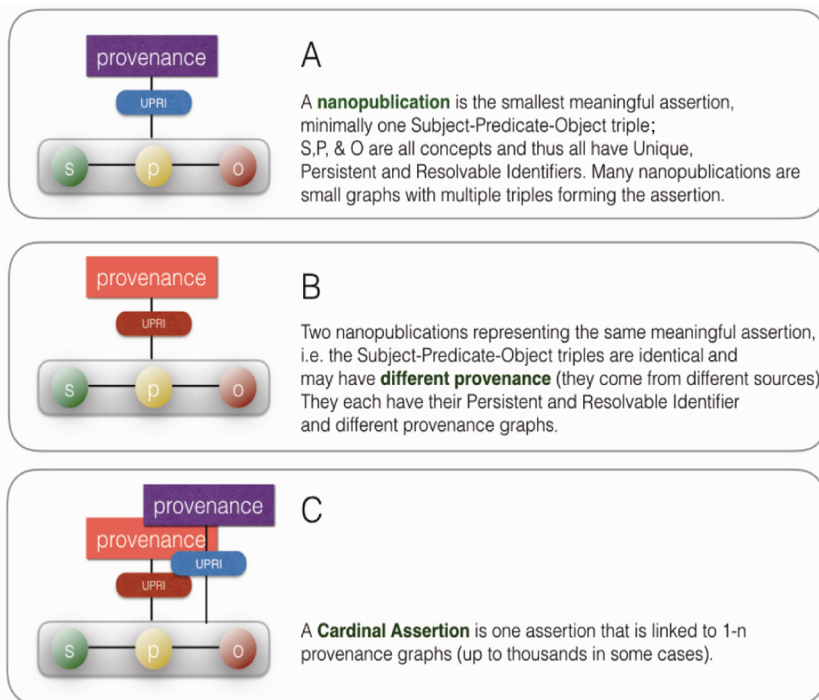 provenance
UPRI
s p o
A
A nanopublication is the smallest meaningful assertion,
minimally one Subject-Predicate-Object triple;
S,P, & O are all concepts and thus all have Unique,
Persistent and Resolvable Identifiers. Many nanopublications are
small graphs with multiple triples forming the assertion.
provenance
UPRI
s p o
B
Two nanopublications representing the same meaningful assertion,
i.e. the Subject-Predicate-Object triples are identical and
may have different provenance (they come from different sources)
They each have their Persistent and Resolvable Identifier
and different provenance graphs.
provenance
provenance
UPRI
UPRI
s p o
C
A Cardinal Assertion is one assertion that is linked to 1-n
provenance graphs (up to thousands in some cases).